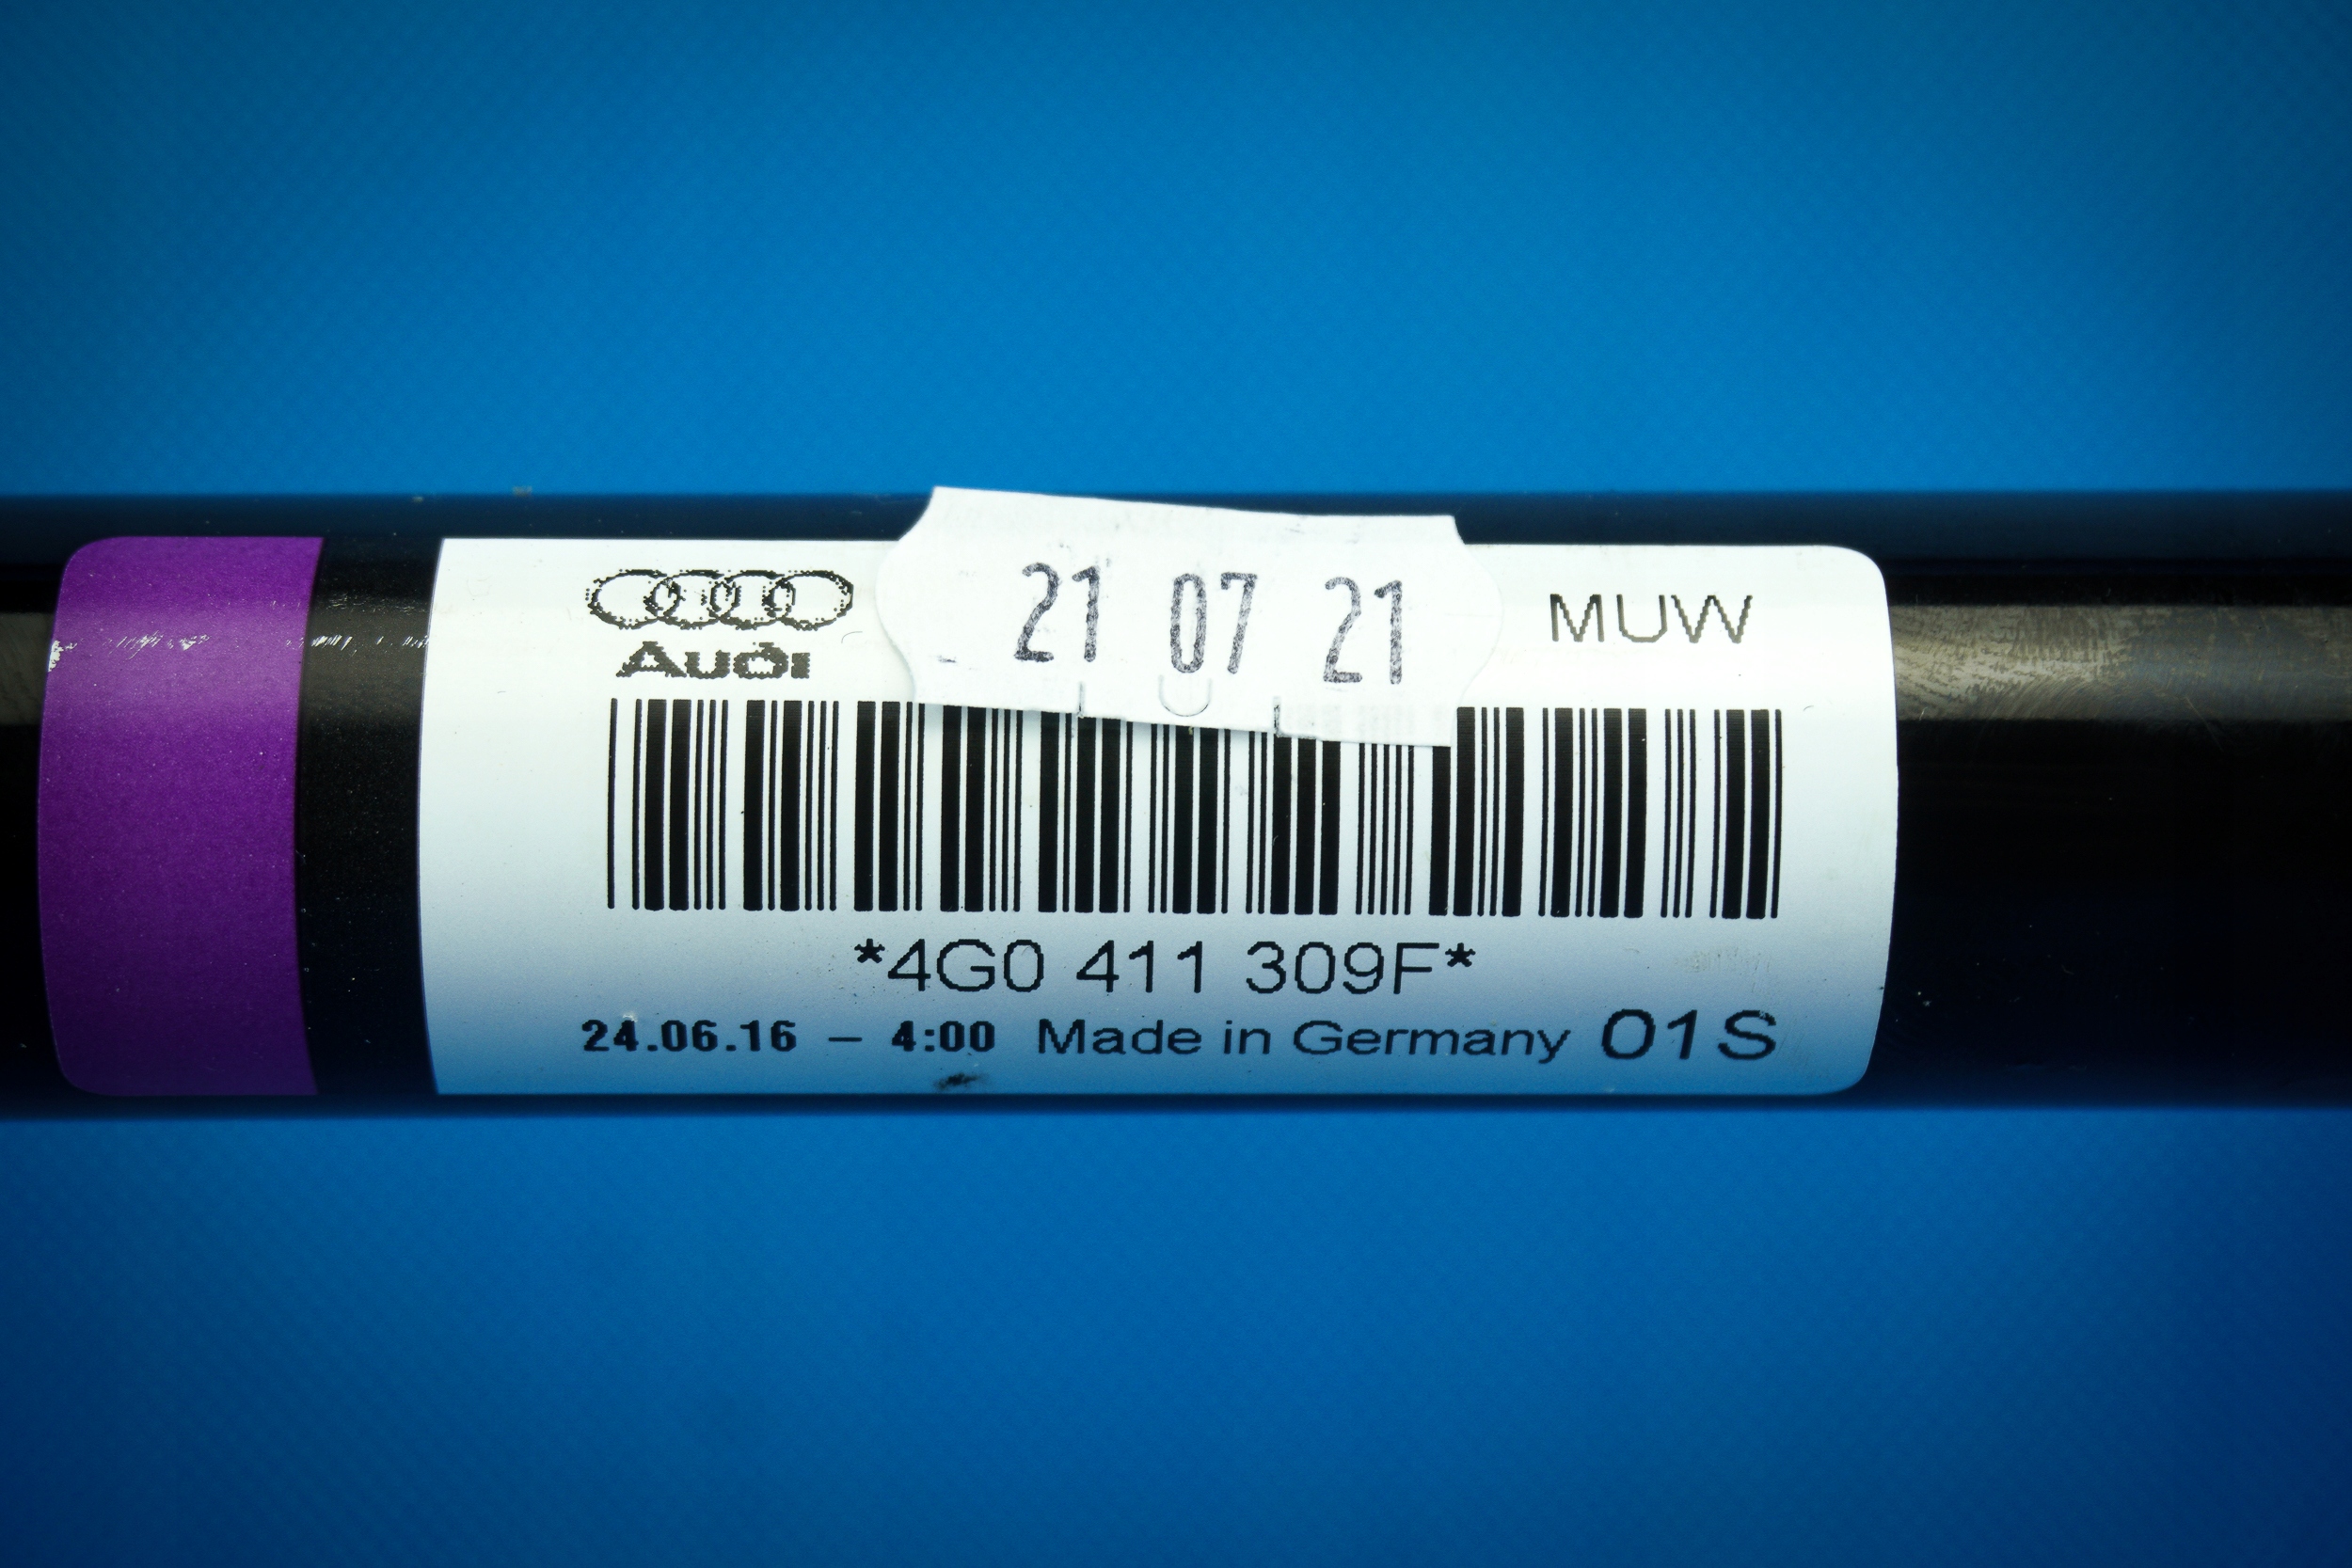 21 07 21
Audi
MUW
*4G0 411 309F*
24.06.16 – 4:00 Made in Germany 01S